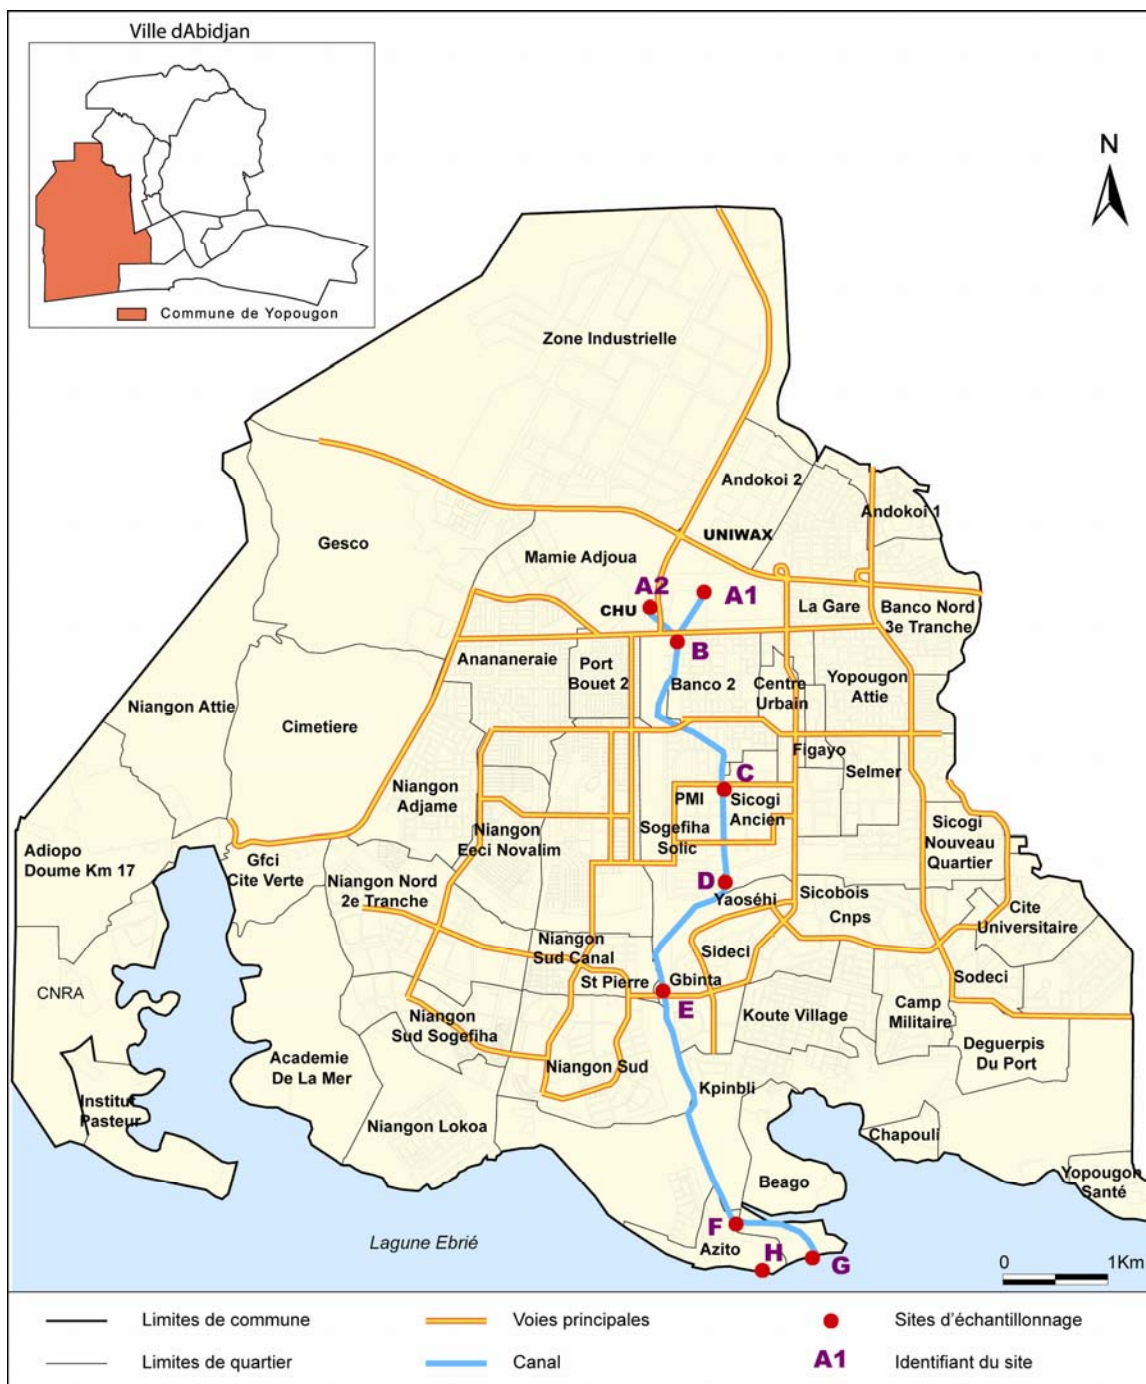 Ville dAbidjan
Commune de Yopougon
N
Zone Industrielle
Andokoi 2
Andokoi 1
UNIWAX
Gesco
Mamie Adjoua
A2
A1
CHU
La Gare
Banco Nord
3e Tranche
B
Anananeraie
Port
Bouet 2
Banco 2
Centre
Urbain
Yopougon
Attie
Niangon Attie
Cimetiere
Figayo
Selmer
C
Niangon
Adjame
PMI
Sicogi
Ancien
Niangon
Eeci Novalim
Sogefiha
Solic
Sicogi
Nouveau
Quartier
Adiopo
Doume Km 17
Gfci
Cite Verte
Niangon Nord
2e Tranche
D
Yaoséhi
Sicobois
Cnps
Cite
Universitaire
Niangon
Sud Canal
Sideci
Sodeci
St Pierre
Gbinta
CNRA
E
Niangon
Sud Sogefiha
Koute Village
Camp
Militaire
Deguerpis
Du Port
Academie
De La Mer
Niangon Sud
Kpinbli
Institut
Pasteur
Niangon Lokoa
Chapouli
Beago
Yopougon
Santé
F
Azito
H
G
Lagune Ebrié
0 1Km
Limites de commune
Voies principales
Sites d'échantillonnage
Limites de quartier
Canal
A1
Identifiant du site